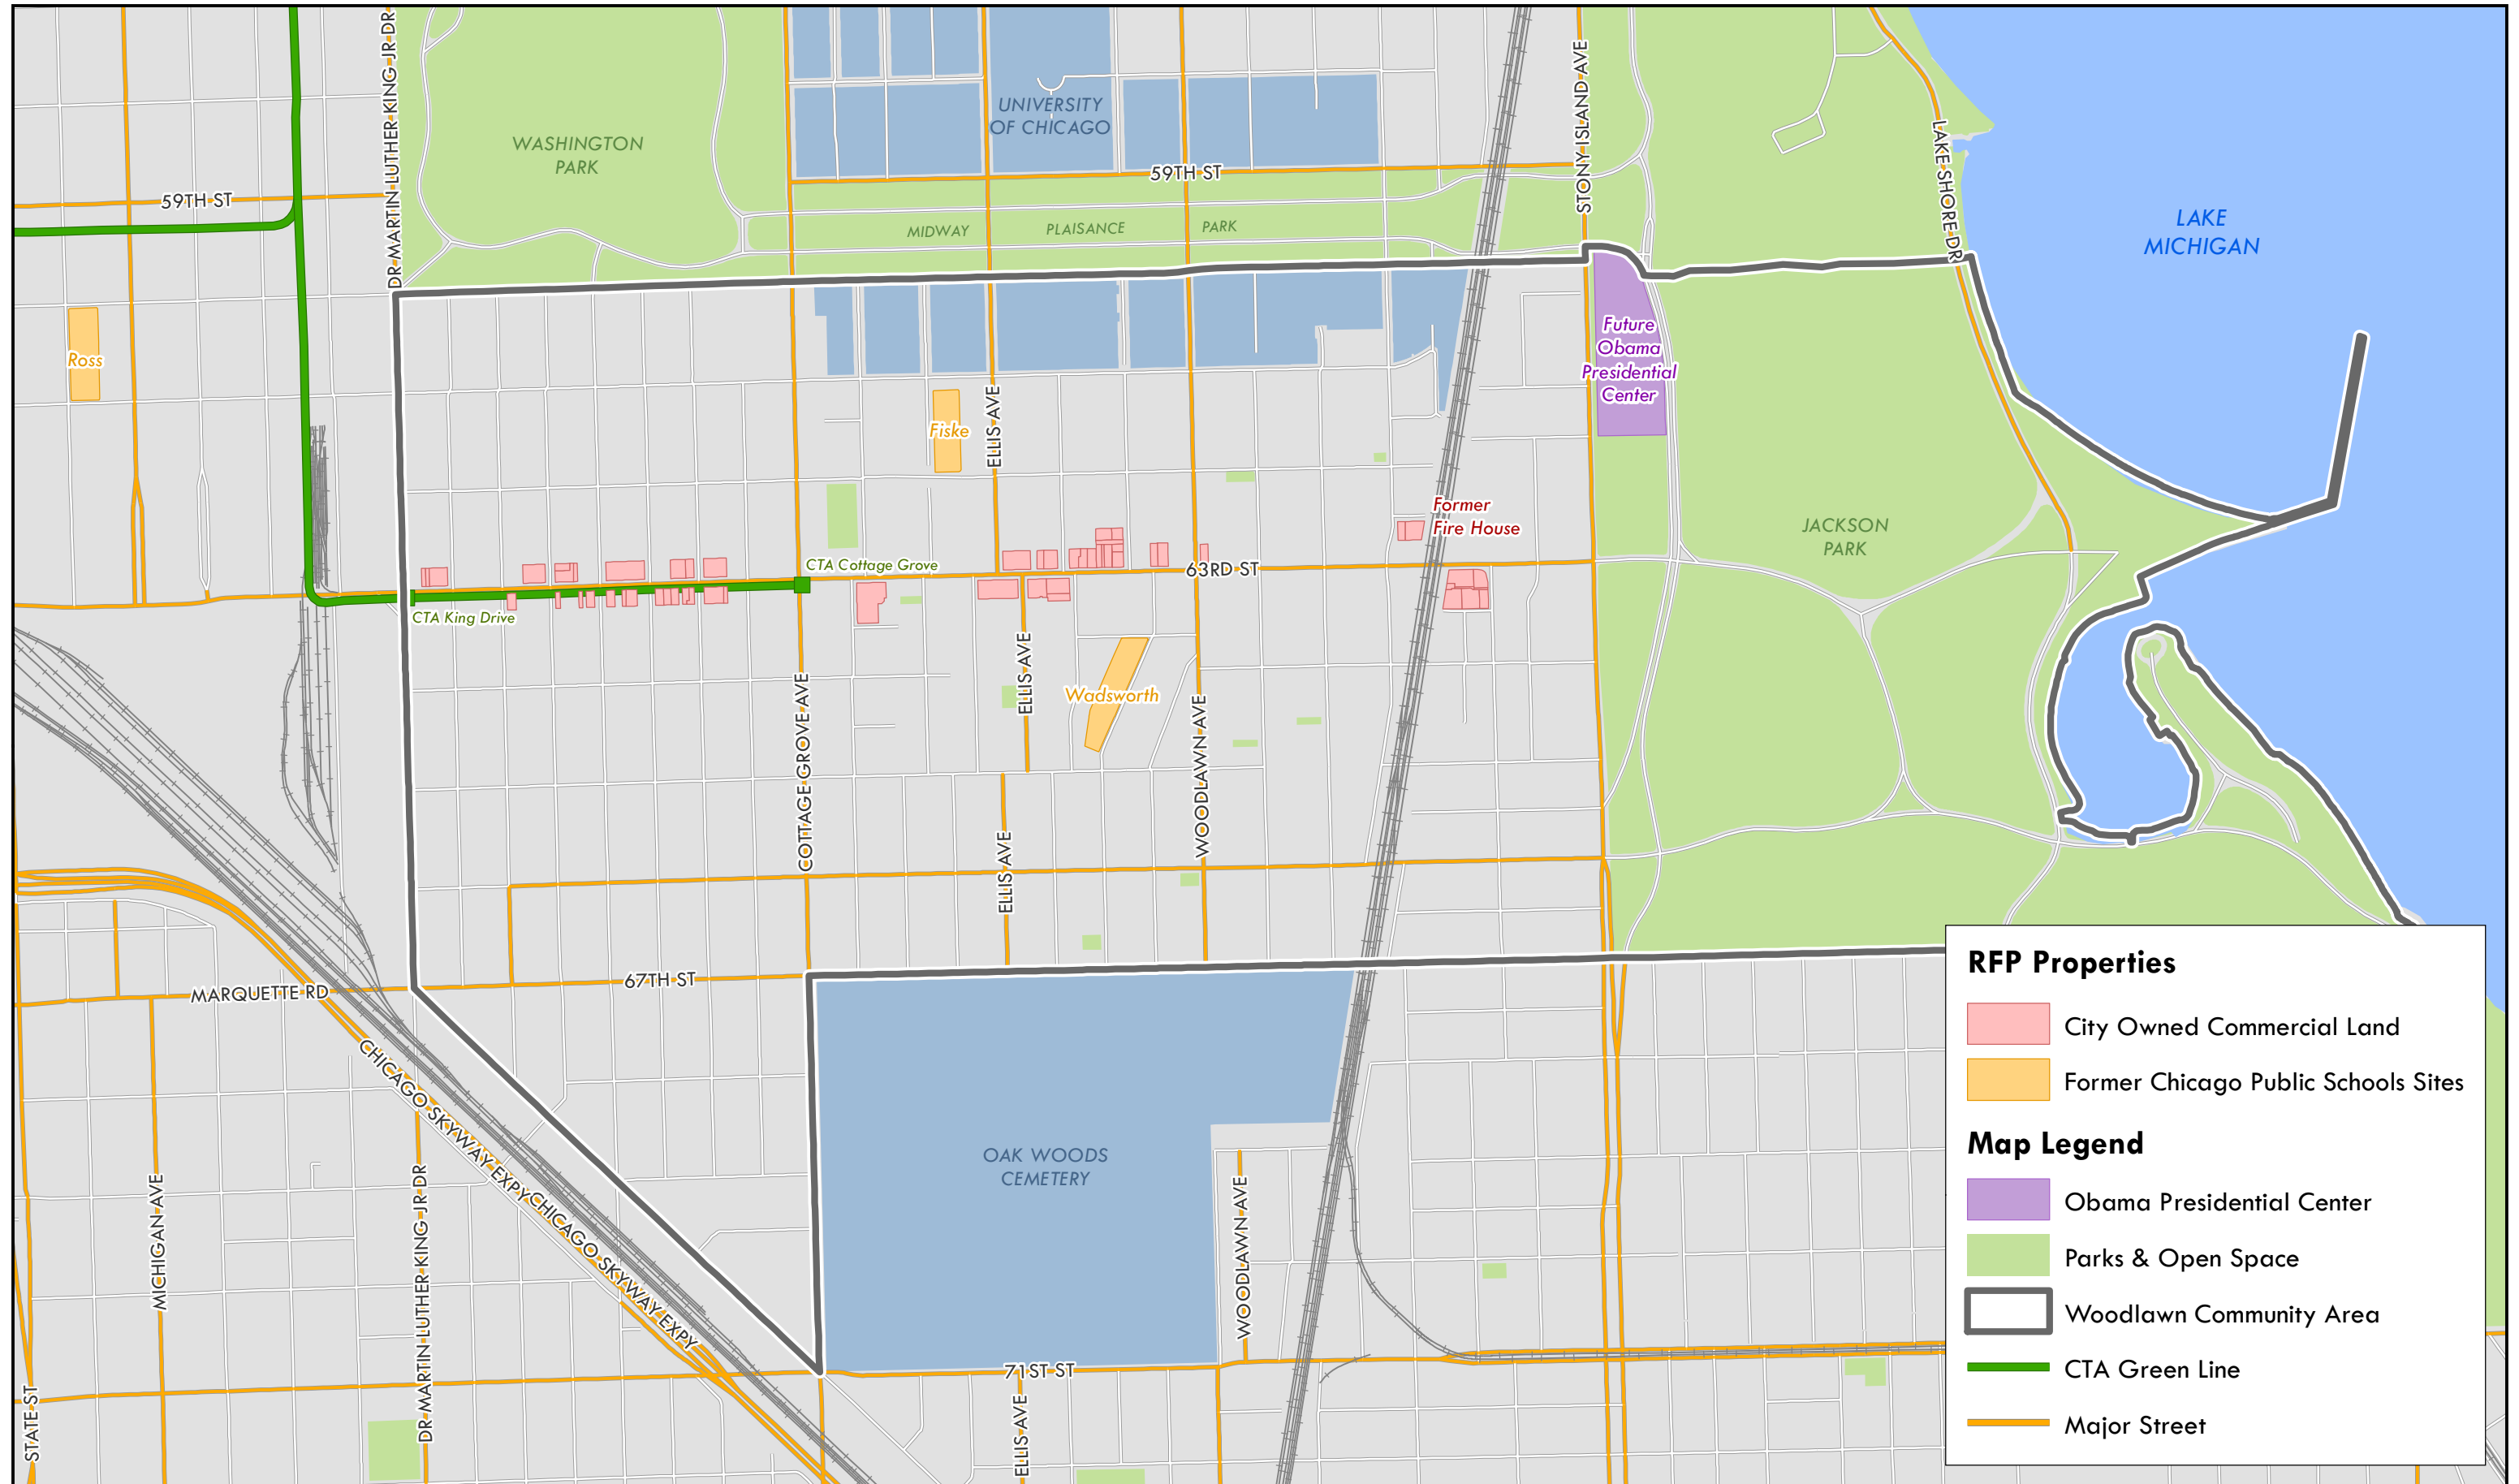 DR MARTIN LUTHER KING JR DR
WASHINGTON
PARK
UNIVERSITY
OF CHICAGO
STONY ISLAND AVE
LAKE SHORE DR
LAKE
MICHIGAN
59TH ST
59TH ST
MIDWAY PLAISANCE PARK
Ross
Future
Obama
Presidential
Center
Fiske
ELLIS AVE
Former
Fire House
JACKSON
PARK
CTA Cottage Grove
63RD ST
CTA King Drive
ELLIS AVE
Wadsworth
COTTAGE GROVE AVE
WOODLAWN AVE
ELLIS AVE
67TH ST
MARQUETTE RD
CHICAGO SKYWAY EXPY
CHICAGO SKYWAY EXPY
OAK WOODS
CEMETERY
MICHIGAN AVE
DR MARTIN LUTHER KING JR DR
WOODLAWN AVE
71ST ST
STATE ST
ELLIS AVE
RFP Properties
City Owned Commercial Land
Former Chicago Public Schools Sites
Map Legend
Obama Presidential Center
Parks & Open Space
Woodlawn Community Area
CTA Green Line
Major Street